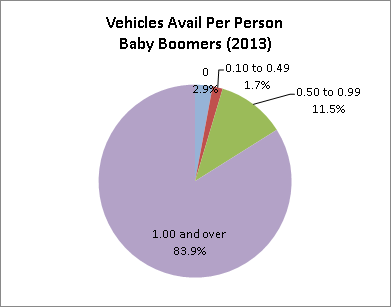 Vehicles Avail Per Person
Baby Boomers (2013)
0
2.9%
0.10 to 0.49
1.7%
0.50 to 0.99
11.5%
1.00 and over
83.9%